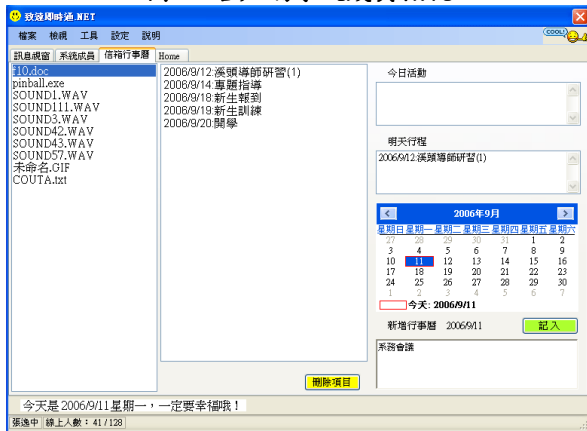 致遠即時通.NET
檔案 檢視 工具 設定 說明
COOL!
訊息視窗 系統成員 信箱行事曆 Home
f10.doc
pinball.exe
SOUND1.WAV
SOUND111.WAV
SOUND3.WAV
SOUND42.WAV
SOUND43.WAV
SOUND57.WAV
未命名.GIF
COUTA.txt
2006/9/12:溪頭導師研習(1)
2006/9/14:專題指導
2006/9/18:新生報到
2006/9/19:新生訓練
2006/9/20:開學
刪除項目
今日活動
明天行程
2006/9/12:溪頭導師研習(1)
2006年9月
星期日 星期一 星期二 星期三 星期四 星期五 星期六
27 28 29 30 31 1 2
3 4 5 6 7 8 9
10 11 12 13 14 15 16
17 18 19 20 21 22 23
24 25 26 27 28 29 30
1 2 3 4 5 6 7
今天: 2006/9/11
新增行事曆 2006/9/11 記入
系務會議
今天是 2006/9/11 星期一，一定要幸福哦！
張逸中 線上人數：41/128